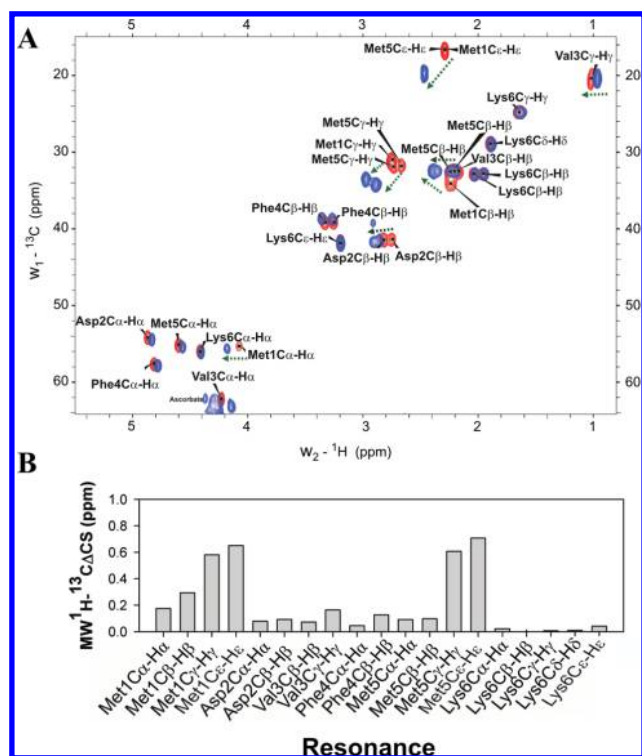 A
5 4 3 2 1
Met5Cε-Hε
Met1Cε-Hε
Val3Cγ-Hγ
20
20
Lys6Cγ-Hγ
Met5Cγ-Hγ
Met5Cβ-Hβ
Met1Cγ-Hγ
Met5Cβ-Hβ
Lys6Cδ-Hδ
30
Met5Cγ-Hγ
Val3Cβ-Hβ
30
Lys6Cβ-Hβ
Lys6Cβ-Hβ
Phe4Cβ-Hβ
Phe4Cβ-Hβ
Met1Cβ-Hβ
W₁ - ¹³C (ppm)
40
Lys6Cε-Hε
40
Asp2Cβ-Hβ
Asp2Cβ-Hβ
50
50
Asp2Cα-Hα
Met5Cα-Hα
Lys6Cα-Hα
Met1Cα-Hα
Phe4Cα-Hα
Val3Cα-Hα
60
60
Ascorbate
5 4 3 2 1
W₂ - ¹H (ppm)
B
MW¹H-¹³CΔCS (ppm)
1.0
0.8
0.6
0.4
0.2
0.0
Met1Cα-Hα
Met1Cβ-Hβ
Met1Cγ-Hγ
Met1Cε-Hε
Asp2Cα-Hα
Asp2Cβ-Hβ
Val3Cβ-Hβ
Val3Cγ-Hγ
Phe4Cα-Hα
Phe4Cβ-Hβ
Met5Cα-Hα
Met5Cβ-Hβ
Met5Cγ-Hγ
Met5Cε-Hε
Lys6Cα-Hα
Lys6Cβ-Hβ
Lys6Cγ-Hγ
Lys6Cδ-Hδ
Lys6Cε-Hε
Resonance